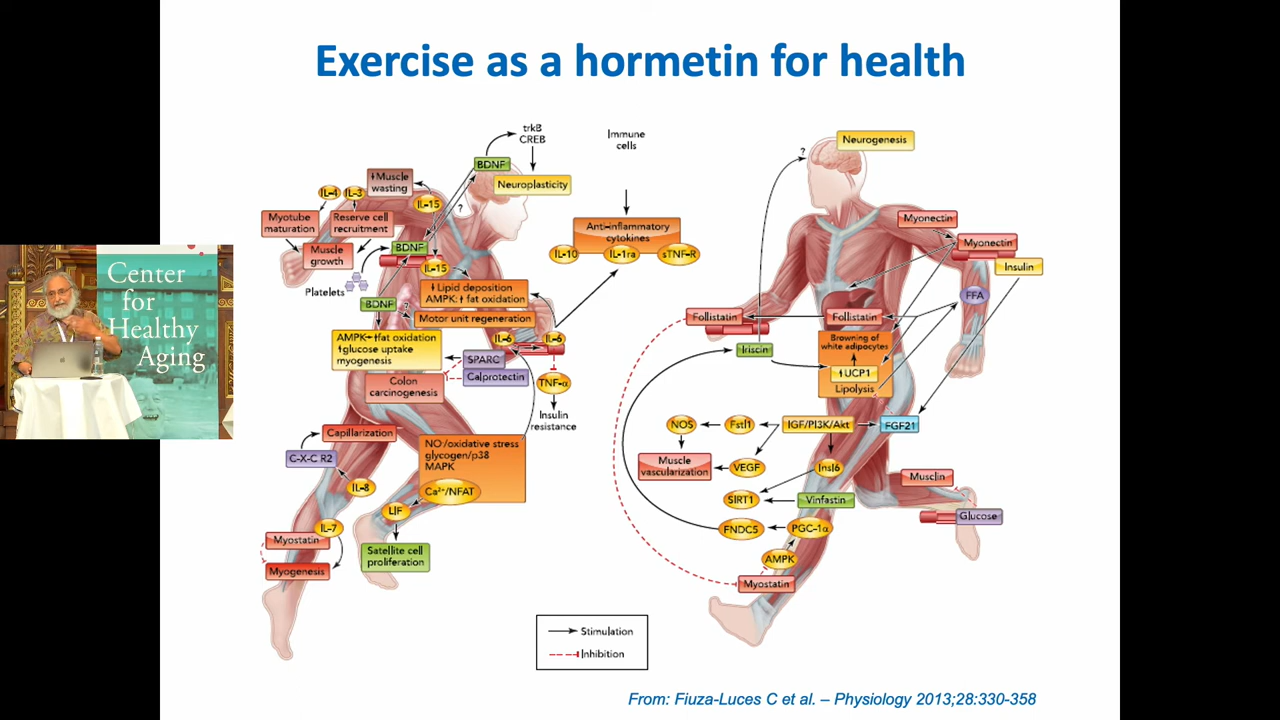 Exercise as a hormetin for health
trkB
CREB
Immune
cells
BDNF
Neuroplasticity
Muscle
wasting
IL-4
IL-3
IL-15
?
Myotube
maturation
Reserve cell
recruitment
Muscle
growth
BDNF
IL-15
Platelets
BDNF
?
Anti-inflammatory
cytokines
IL-10
IL-1ra
sTNF-R
Lipid deposition
AMPK: fat oxidation
Motor unit regeneration
AMPK fat oxidation
glucose uptake
myogenesis
IL-6
IL-6
SPARC
Calprotectin
Colon
carcinogenesis
TNF-α
Insulin
resistance
Capillarization
C-X-C R2
IL-8
NO/oxidative stress
glycogen/p38
MAPK
Ca²⁺/NFAT
LIF
IL-7
Myostatin
Myogenesis
Satellite cell
proliferation
Neurogenesis
?
Myonectin
Myonectin
Insulin
FFA
Follistatin
Follistatin
Irisin
Browning of
white adipocytes
UCP1
Lipolysis
NOS
Fstl1
IGF/PI3K/Akt
FGF21
Muscle
vascularization
VEGF
Insl6
SIRT1
Vinfastin
Musclin
Glucose
FNDC5
PGC-1α
AMPK
Myostatin
Stimulation
Inhibition
From: Fiuza-Luces C et al. – Physiology 2013;28:330-358
Center
for
Healthy
Aging